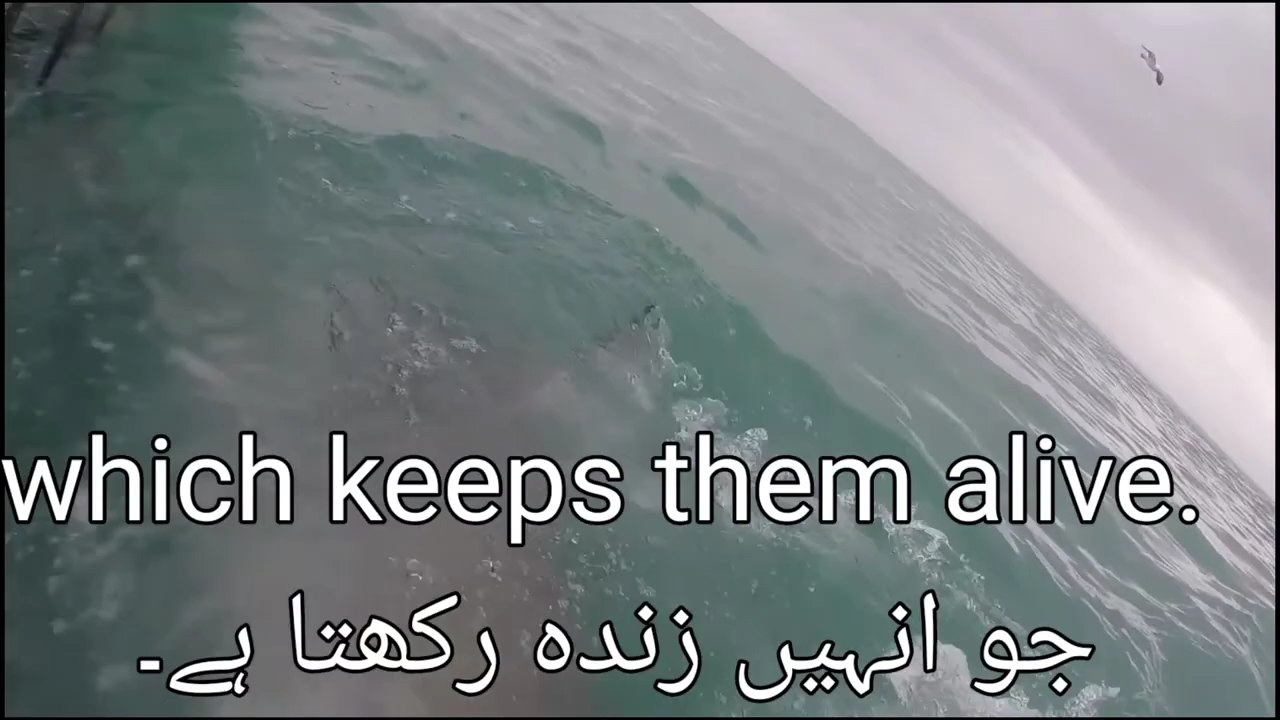 which keeps them alive.
جو انہیں زندہ رکھتا ہے۔